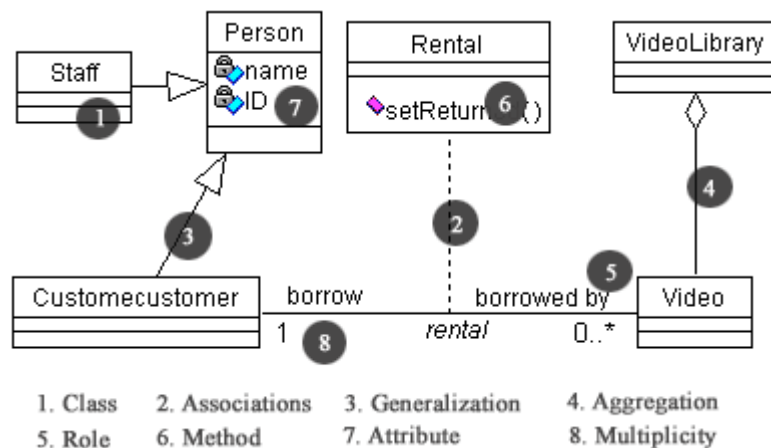 Person
Staff
name
ID
Rental
VideoLibrary
1
7
6
3
2
4
5
Customecustomer
borrow
borrowed by
Video
1
8
rental
0..*
1. Class
2. Associations
3. Generalization
4. Aggregation
5. Role
6. Method
7. Attribute
8. Multiplicity